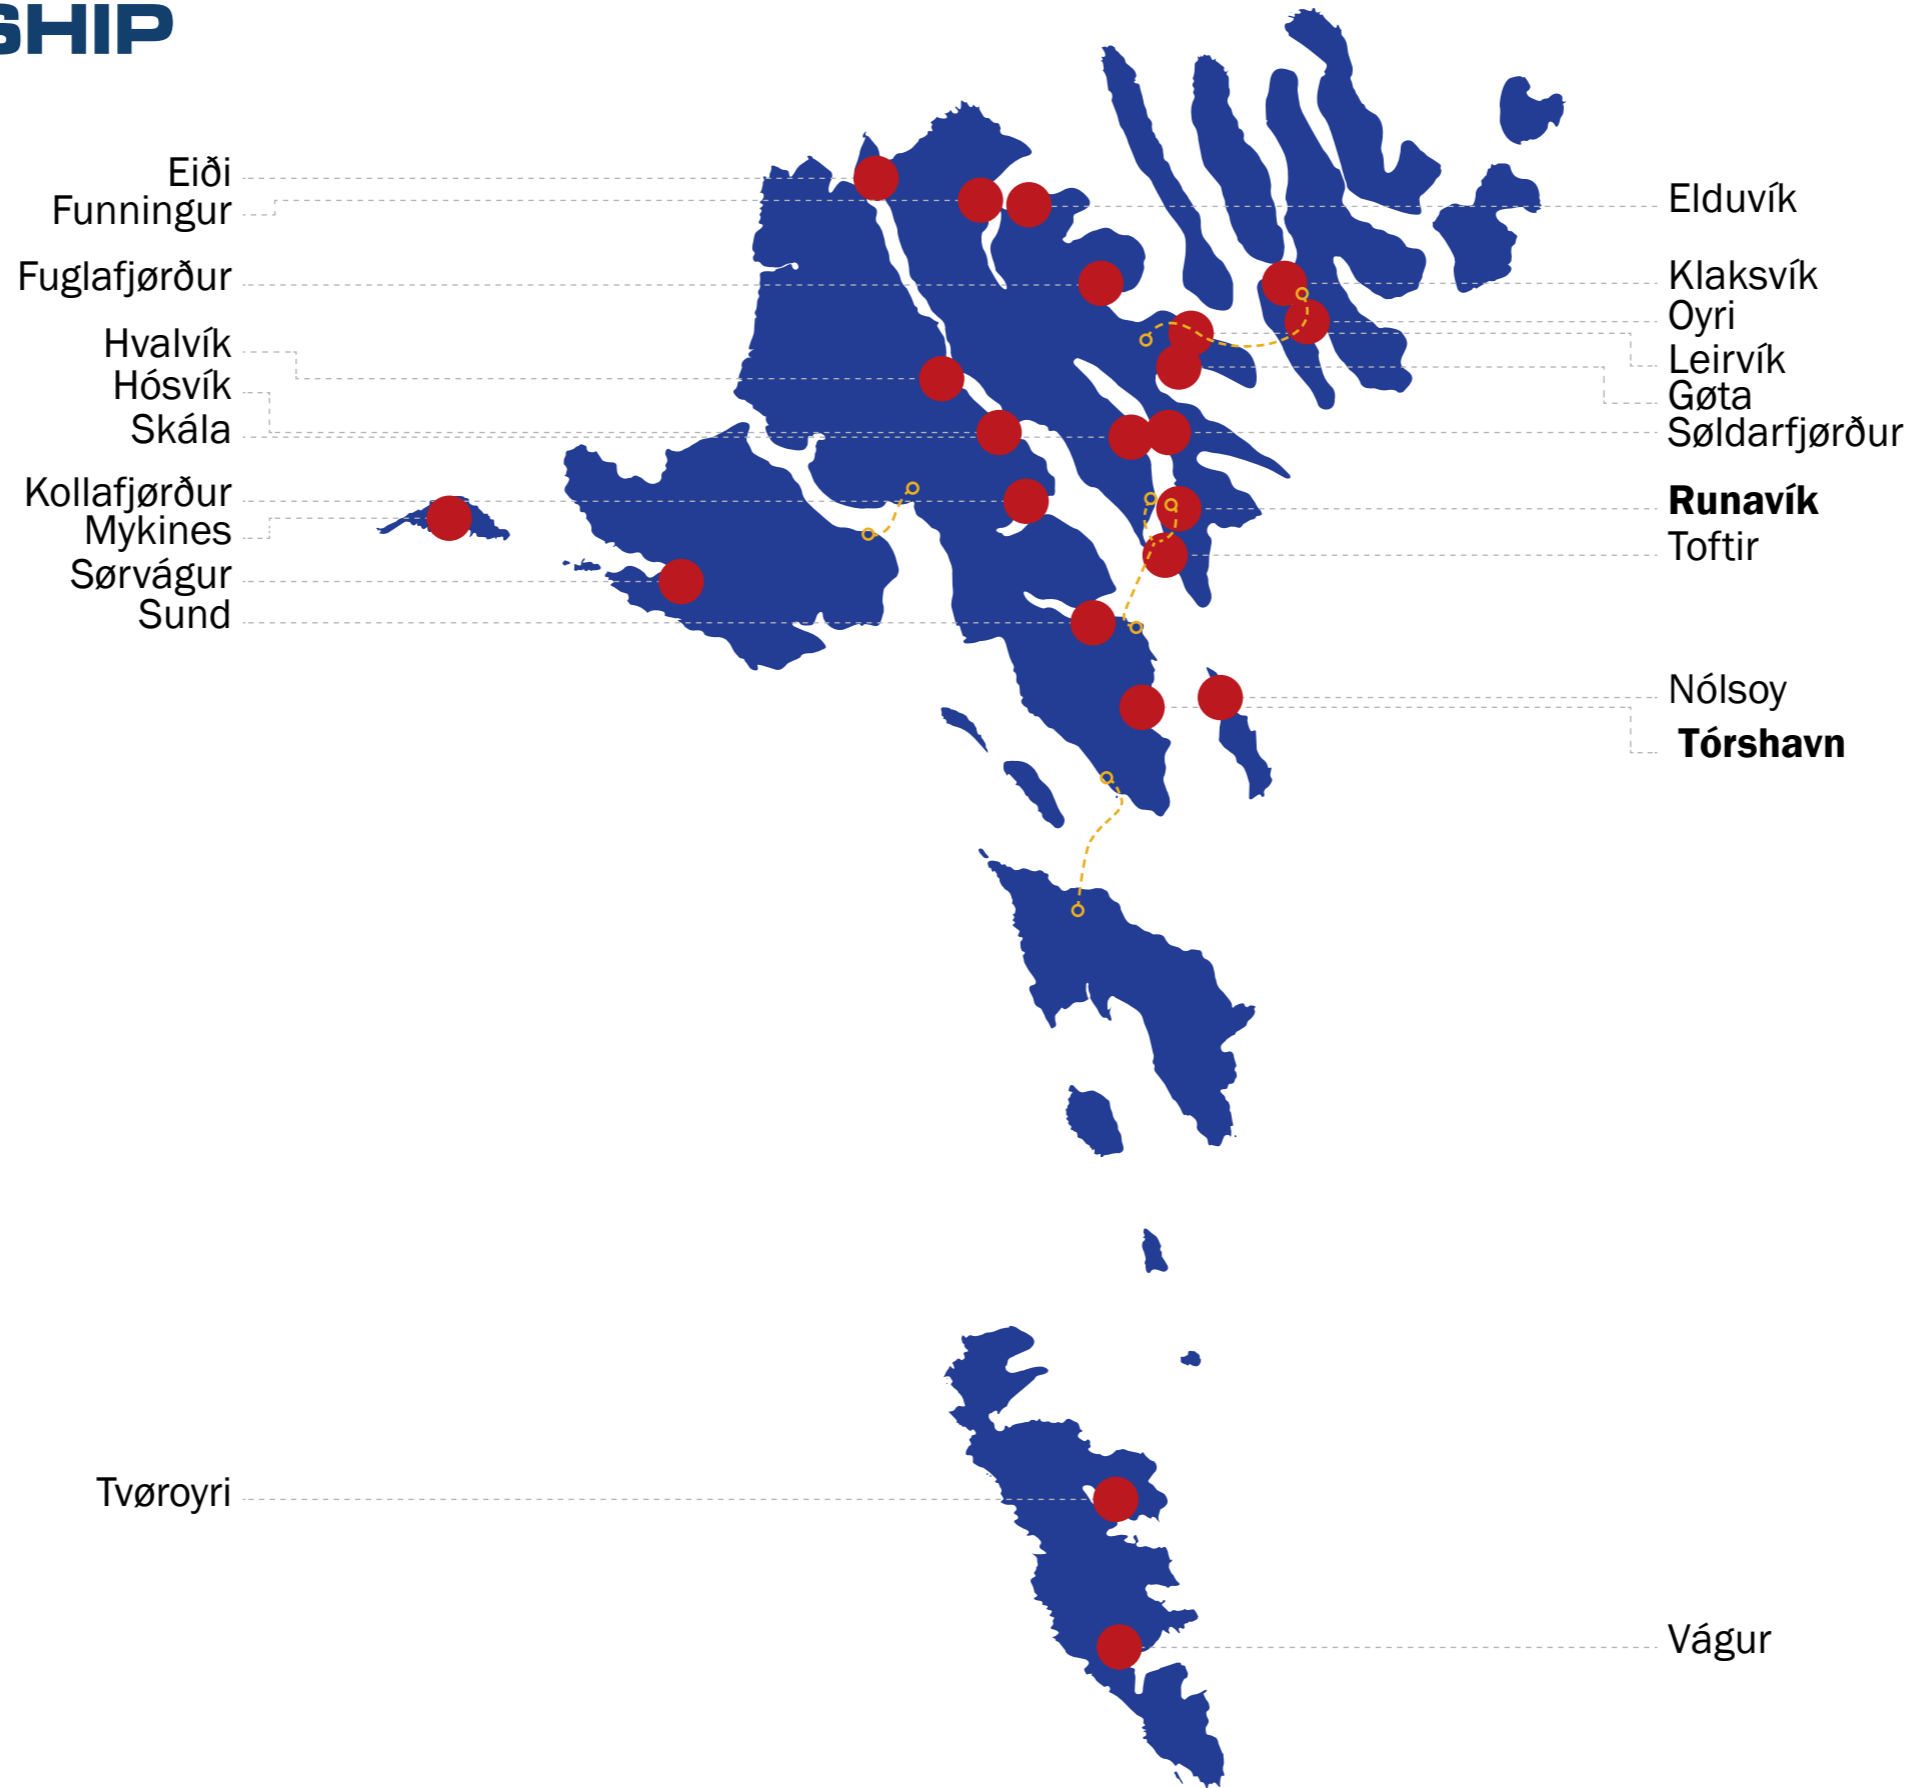 SHIP
Eiði
Funningur
Fuglafjørður
Hvalvík
Hósvík
Skála
Kollafjørður
Mykines
Sørvágur
Sund
Tvøroyri
Elduvík
Klaksvík
Oyri
Leirvík
Gøta
Søldarfjørður
Runavík
Toftir
Nólsoy
Tórshavn
Vágur